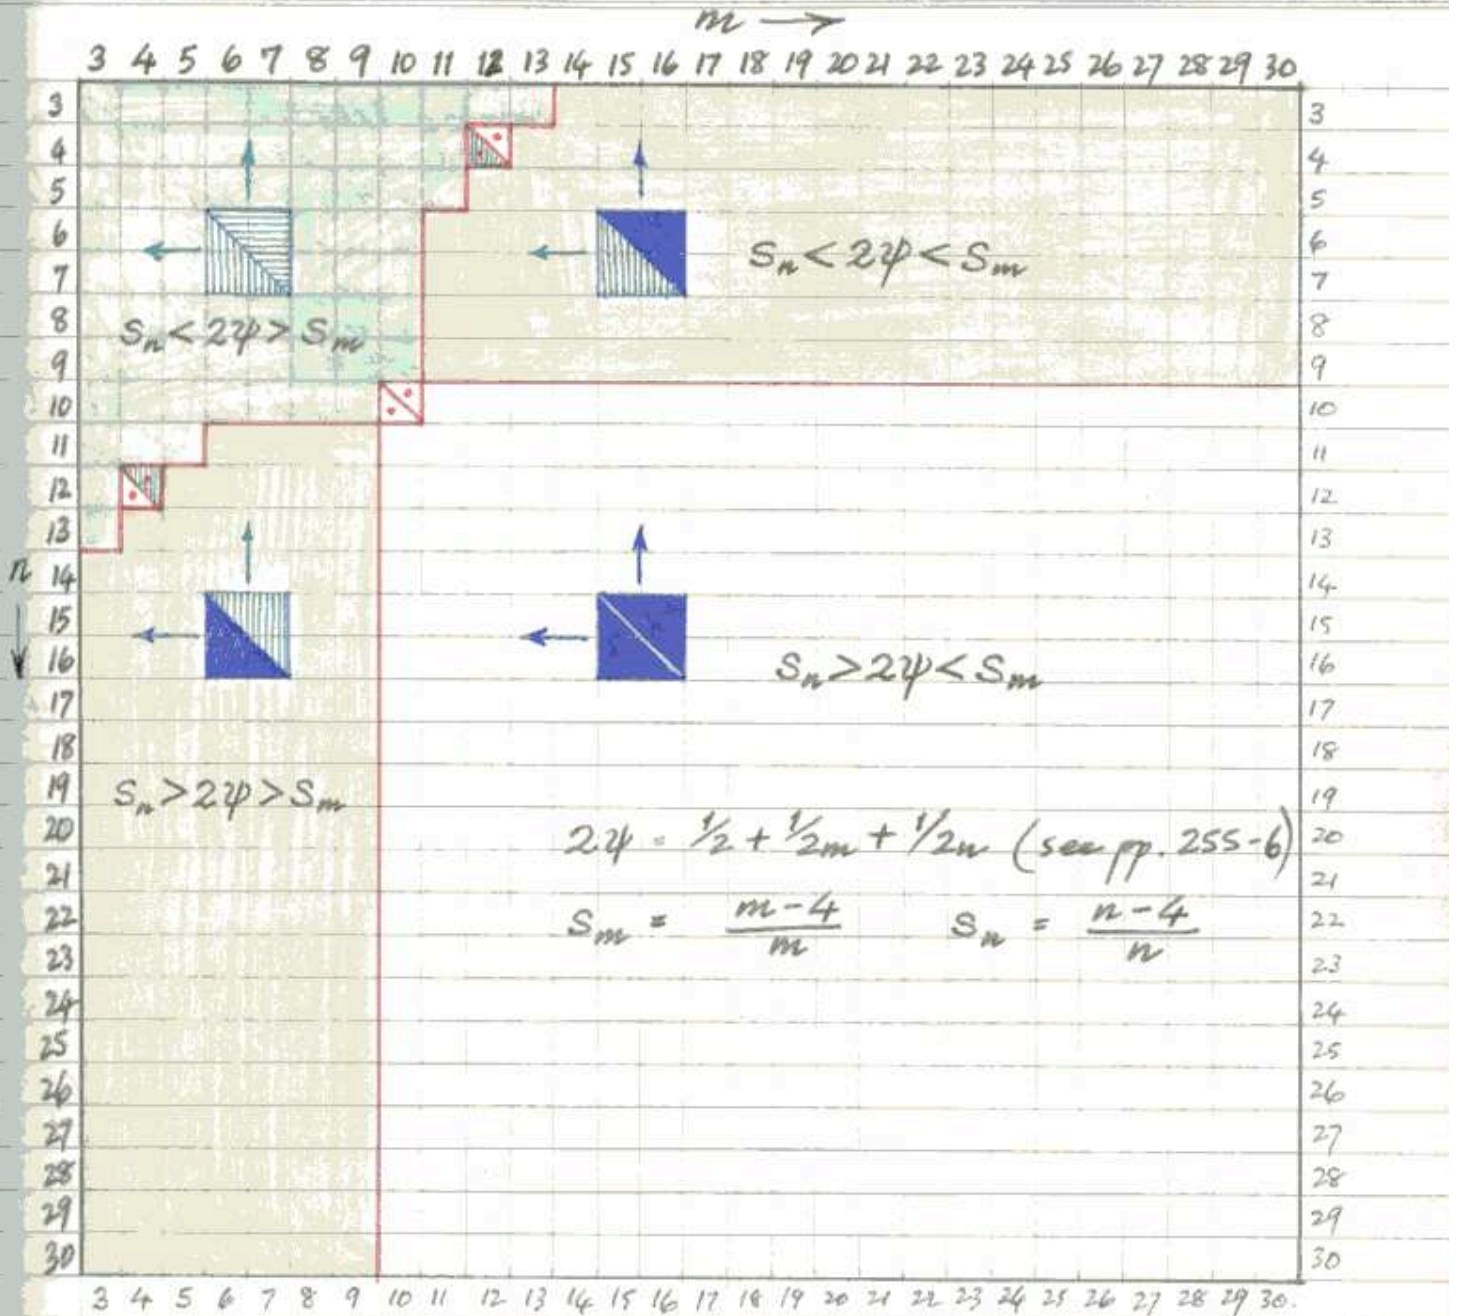 m →
3 4 5 6 7 8 9 10 11 12 13 14 15 16 17 18 19 20 21 22 23 24 25 26 27 28 29 30
3 3
4 4
5 5
6 6
Sn < 2ψ < Sm
7 7
8 8
Sn < 2ψ > Sm
9 9
10 10
11 11
12 12
13 13
n ↓
14 14
15 15
16 16
Sn > 2ψ < Sm
17 17
18 18
19 19
Sn > 2ψ > Sm
20 20
2ψ = 1/2 + 1/2m + 1/2n (see pp. 255-6)
21 21
22 22
Sm = m-4/m Sn = n-4/n
23 23
24 24
25 25
26 26
27 27
28 28
29 29
30 30
3 4 5 6 7 8 9 10 11 12 13 14 15 16 17 18 19 20 21 22 23 24 25 26 27 28 29 30.